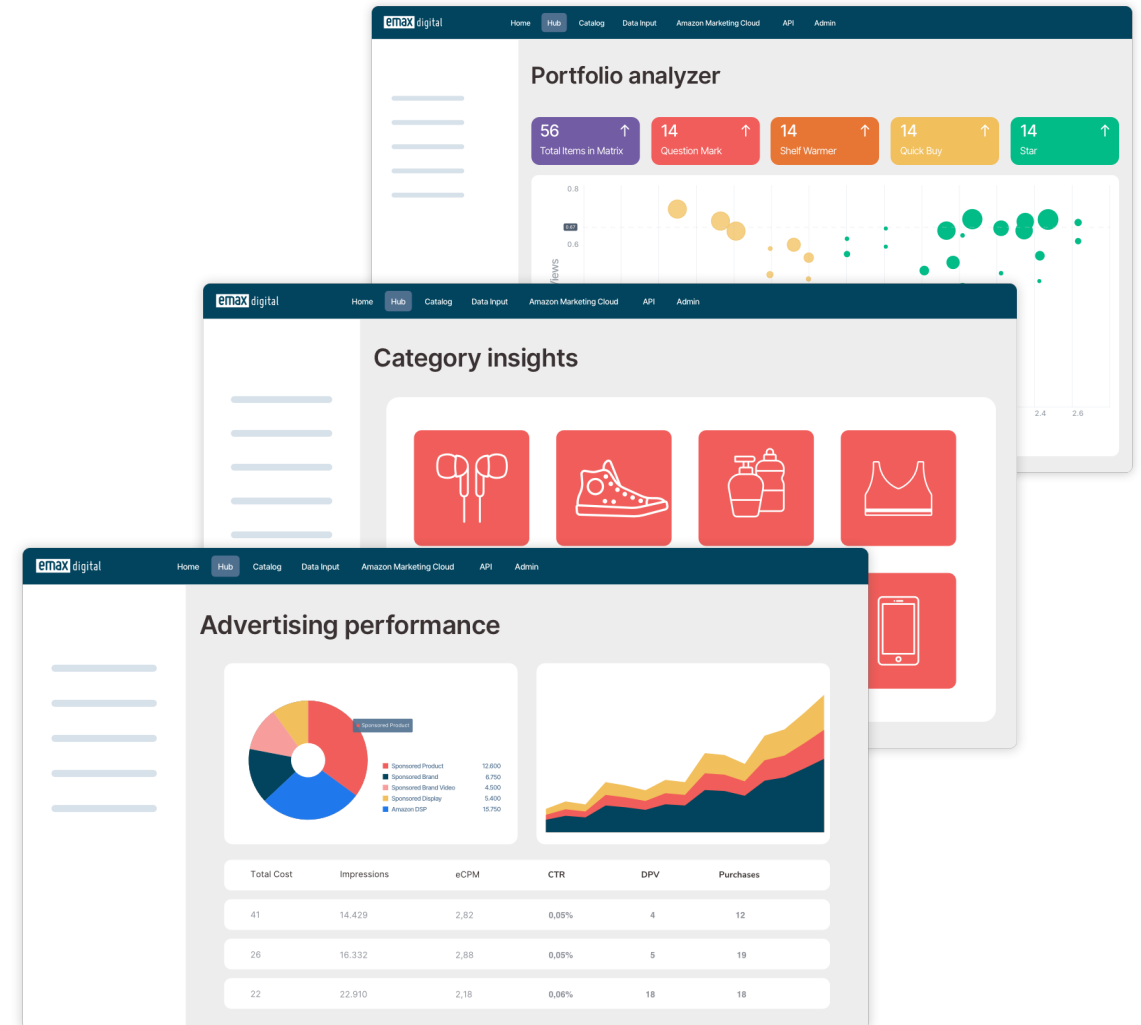 emax digital Home Hub Catalog Data Input Amazon Marketing Cloud API Admin
Portfolio analyzer
56 ↑ 14 ↑ 14 ↑ 14 ↑ 14 ↑
Total Items in Matrix Question Mark Shelf Warmer Quick Buy Star
0.8
0.67
0.6
2.4 2.6
emax digital Home Hub Catalog Data Input Amazon Marketing Cloud API Admin
Category insights
emax digital Home Hub Catalog Data Input Amazon Marketing Cloud API Admin
Advertising performance
Sponsored Product
Sponsored Product 12.600
Sponsored Brand 6.750
Sponsored Brand Video 4.500
Sponsored Display 5.400
Amazon DSP 15.750
Total Cost Impressions eCPM CTR DPV Purchases
41 14.429 2,82 0,05% 4 12
26 16.332 2,88 0,05% 5 19
22 22.910 2,18 0,06% 18 18